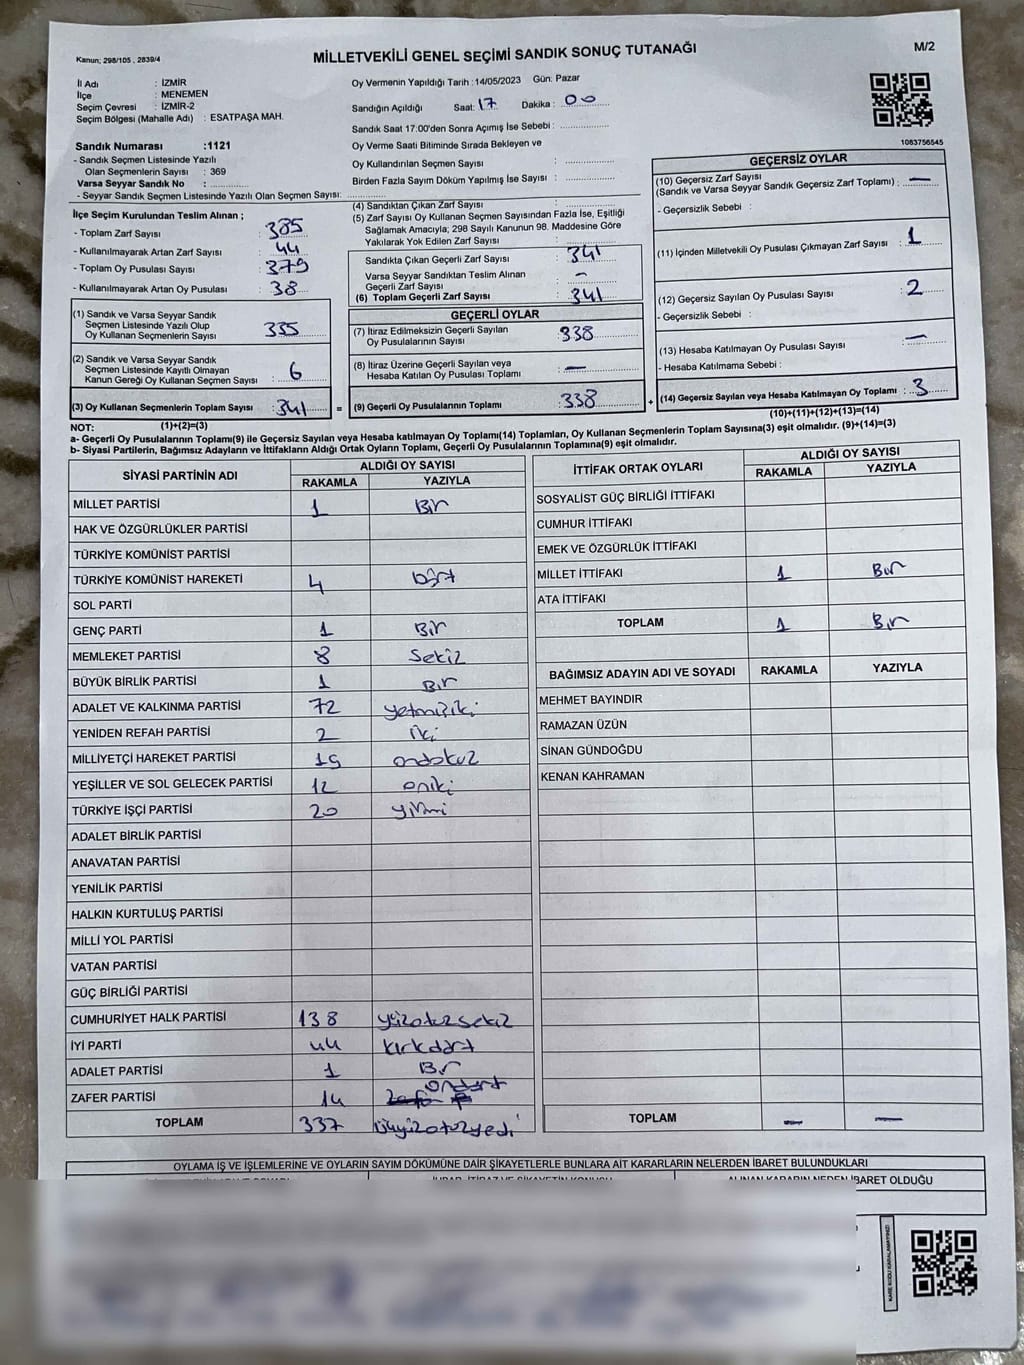 Kanun; 298/105 , 2839/4
MİLLETVEKİLİ GENEL SEÇİMİ SANDIK SONUÇ TUTANAĞI
M/2
İl Adı : İZMİR
İlçe : MENEMEN
Seçim Çevresi : İZMİR-2
Seçim Bölgesi (Mahalle Adı) : ESATPAŞA MAH.
Sandık Numarası :1121
- Sandık Seçmen Listesinde Yazılı
Olan Seçmenlerin Sayısı : 369
Varsa Seyyar Sandık No :
- Seyyar Sandık Seçmen Listesinde Yazılı Olan Seçmen Sayısı:
Oy Vermenin Yapıldığı Tarih : 14/05/2023 Gün: Pazar
Sandığın Açıldığı Saat: 17 Dakika : 00
Sandık Saat 17:00'den Sonra Açımış İse Sebebi :
Oy Verme Saati Bitiminde Sırada Bekleyen ve
Oy Kullandırılan Seçmen Sayısı :
Birden Fazla Sayım Döküm Yapılmış İse Sayısı :
1083756545
İlçe Seçim Kurulundan Teslim Alınan ;
- Toplam Zarf Sayısı : 385
- Kullanılmayarak Artan Zarf Sayısı : 44
- Toplam Oy Pusulası Sayısı : 379
- Kullanılmayarak Artan Oy Pusulası : 38
(1) Sandık ve Varsa Seyyar Sandık
Seçmen Listesinde Yazılı Olup
Oy Kullanan Seçmenlerin Sayısı : 335
(2) Sandık ve Varsa Seyyar Sandık
Seçmen Listesinde Kayıtlı Olmayan
Kanun Gereği Oy Kullanan Seçmen Sayısı : 6
(3) Oy Kullanan Seçmenlerin Toplam Sayısı : 341
(1)+(2)=(3)
(4) Sandıktan Çıkan Zarf Sayısı :
(5) Zarf Sayısı Oy Kullanan Seçmen Sayısından Fazla İse, Eşitliği
Sağlamak Amacıyla; 298 Sayılı Kanunun 98. Maddesine Göre
Yakılarak Yok Edilen Zarf Sayısı :
Sandıkta Çıkan Geçerli Zarf Sayısı : 341
Varsa Seyyar Sandıktan Teslim Alınan
Geçerli Zarf Sayısı : -
(6) Toplam Geçerli Zarf Sayısı : 341
GEÇERLİ OYLAR
(7) İtiraz Edilmeksizin Geçerli Sayılan
Oy Pusulalarının Sayısı : 338
(8) İtiraz Üzerine Geçerli Sayılan veya
Hesaba Katılan Oy Pusulası Toplamı : -
= (9) Geçerli Oy Pusulalarının Toplamı : 338
GEÇERSİZ OYLAR
(10) Geçersiz Zarf Sayısı
(Sandık ve Varsa Seyyar Sandık Geçersiz Zarf Toplamı) : -
- Geçersizlik Sebebi :
(11) İçinden Milletvekili Oy Pusulası Çıkmayan Zarf Sayısı : 1
(12) Geçersiz Sayılan Oy Pusulası Sayısı : 2
- Geçersizlik Sebebi :
(13) Hesaba Katılmayan Oy Pusulası Sayısı : -
- Hesaba Katılmama Sebebi :
+ (14) Geçersiz Sayılan veya Hesaba Katılmayan Oy Toplamı : 3
(10)+(11)+(12)+(13)=(14)
NOT:
a- Geçerli Oy Pusulalarının Toplamı(9) ile Geçersiz Sayılan veya Hesaba katılmayan Oy Toplamı(14) Toplamları, Oy Kullanan Seçmenlerin Toplam Sayısına(3) eşit olmalıdır. (9)+(14)=(3)
b- Siyasi Partilerin, Bağımsız Adayların ve İttifakların Aldığı Ortak Oyların Toplamı, Geçerli Oy Pusulalarının Toplamına(9) eşit olmalıdır.
SİYASİ PARTİNİN ADI ALDIĞI OY SAYISI
RAKAMLA YAZIYLA
MİLLET PARTİSİ 1 Bir
HAK VE ÖZGÜRLÜKLER PARTİSİ
TÜRKİYE KOMÜNİST PARTİSİ
TÜRKİYE KOMÜNİST HAREKETİ 4 dört
SOL PARTİ
GENÇ PARTİ 1 Bir
MEMLEKET PARTİSİ 8 Sekiz
BÜYÜK BİRLİK PARTİSİ 1 Bir
ADALET VE KALKINMA PARTİSİ 72 yetmişiki
YENİDEN REFAH PARTİSİ 2 iki
MİLLİYETÇİ HAREKET PARTİSİ 19 ondokuz
YEŞİLLER VE SOL GELECEK PARTİSİ 12 oniki
TÜRKİYE İŞÇİ PARTİSİ 20 yirmi
ADALET BİRLİK PARTİSİ
ANAVATAN PARTİSİ
YENİLİK PARTİSİ
HALKIN KURTULUŞ PARTİSİ
MİLLİ YOL PARTİSİ
VATAN PARTİSİ
GÜÇ BİRLİĞİ PARTİSİ
CUMHURİYET HALK PARTİSİ 138 yüzotuzsekiz
İYİ PARTİ 44 kırkdört
ADALET PARTİSİ 1 Bir
ZAFER PARTİSİ 14 ondört
TOPLAM 337 üçyüzotuzyedi
İTTİFAK ORTAK OYLARI ALDIĞI OY SAYISI
RAKAMLA YAZIYLA
SOSYALİST GÜÇ BİRLİĞİ İTTİFAKI
CUMHUR İTTİFAKI
EMEK VE ÖZGÜRLÜK İTTİFAKI
MİLLET İTTİFAKI 1 Bir
ATA İTTİFAKI
TOPLAM 1 Bir
BAĞIMSIZ ADAYIN ADI VE SOYADI RAKAMLA YAZIYLA
MEHMET BAYINDIR
RAMAZAN ÜZÜN
SİNAN GÜNDOĞDU
KENAN KAHRAMAN
TOPLAM - -
OYLAMA İŞ VE İŞLEMLERİNE VE OYLARIN SAYIM DÖKÜMÜNE DAİR ŞİKAYETLERLE BUNLARA AİT KARARLARIN NELERDEN İBARET BULUNDUKLARI
ALINAN KARARIN NEDEN İBARET OLDUĞU
KARE KODU KARALAMAYINIZ!